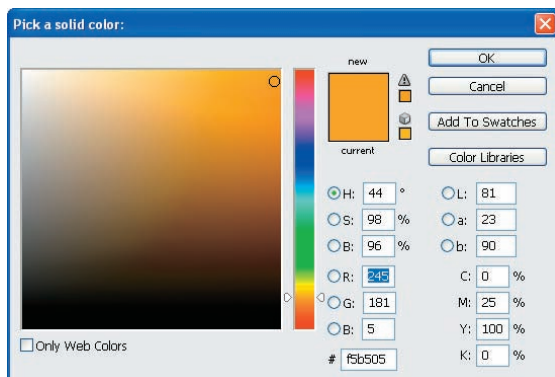 Pick a solid color:
new
current
OK
Cancel
Add To Swatches
Color Libraries
H: 44 °
S: 98 %
B: 96 %
R: 245
G: 181
B: 5
# f5b505
L: 81
a: 23
b: 90
C: 0 %
M: 25 %
Y: 100 %
K: 0 %
Only Web Colors